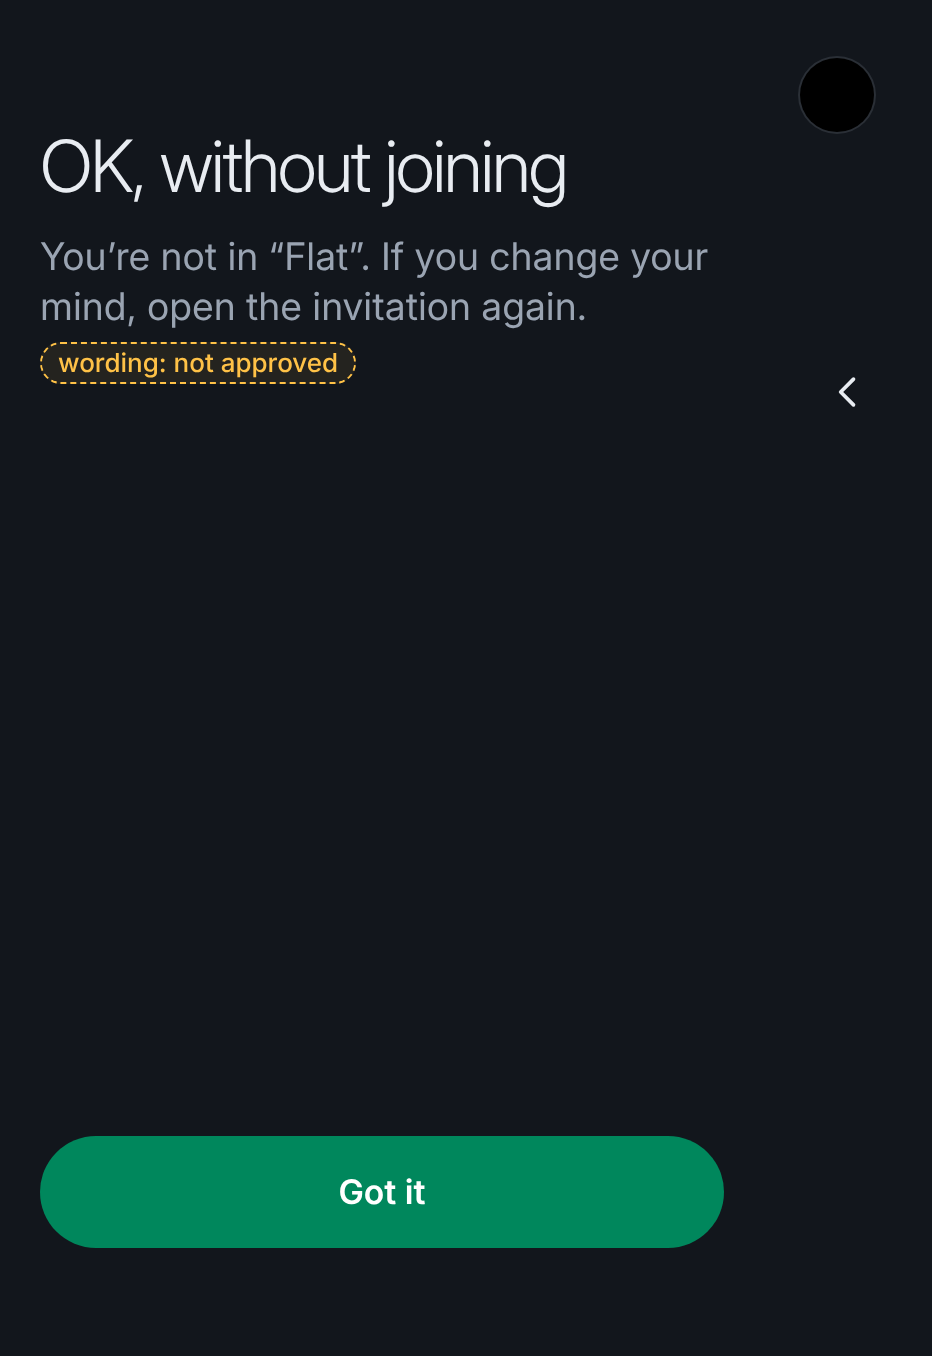 OK, without joining
You’re not in “Flat”. If you change your
mind, open the invitation again.
wording: not approved
Got it